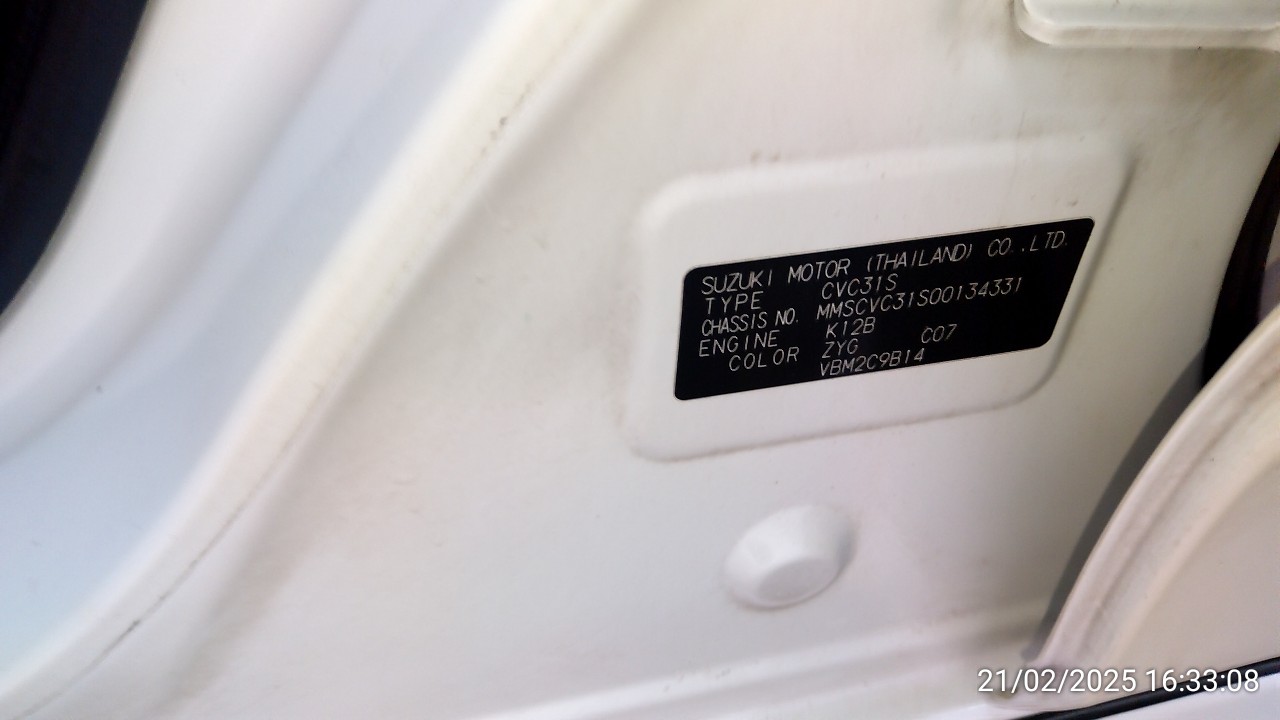 SUZUKI MOTOR (THAILAND) CO.,LTD.
TYPE CVC31S
CHASSIS NO. MMSCVC31S00134331
ENGINE K12B
COLOR ZYG C07
VBM2C9B14
21/02/2025 16:33:08